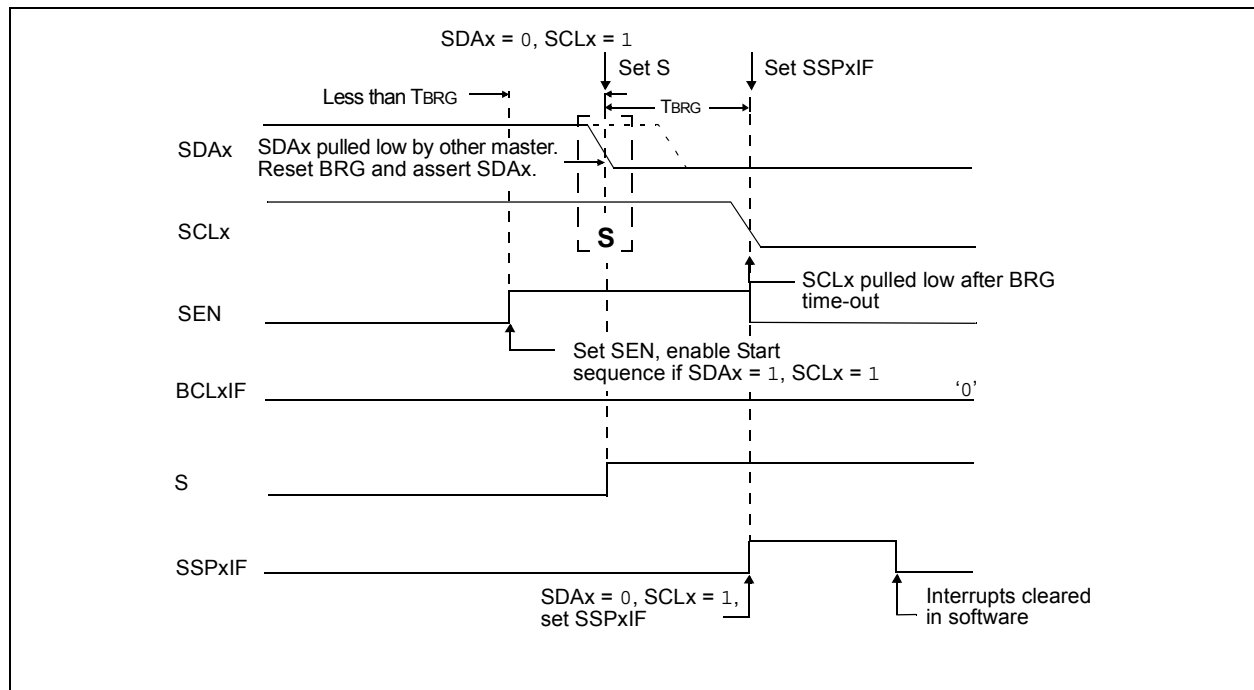 SDAx = 0, SCLx = 1
Set S
Set SSPxIF
Less than TBRG
TBRG
SDAx
SDAx pulled low by other master.
Reset BRG and assert SDAx.
SCLx
S
SCLx pulled low after BRG
time-out
SEN
Set SEN, enable Start
sequence if SDAx = 1, SCLx = 1
BCLxIF
‘0’
S
SSPxIF
SDAx = 0, SCLx = 1,
set SSPxIF
Interrupts cleared
in software